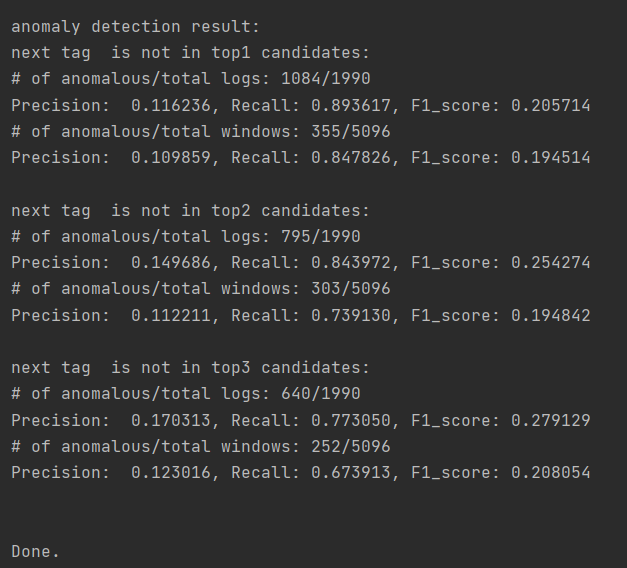 anomaly detection result:
next tag  is not in top1 candidates:
# of anomalous/total logs: 1084/1990
Precision:  0.116236, Recall: 0.893617, F1_score: 0.205714
# of anomalous/total windows: 355/5096
Precision:  0.109859, Recall: 0.847826, F1_score: 0.194514
next tag  is not in top2 candidates:
# of anomalous/total logs: 795/1990
Precision:  0.149686, Recall: 0.843972, F1_score: 0.254274
# of anomalous/total windows: 303/5096
Precision:  0.112211, Recall: 0.739130, F1_score: 0.194842
next tag  is not in top3 candidates:
# of anomalous/total logs: 640/1990
Precision:  0.170313, Recall: 0.773050, F1_score: 0.279129
# of anomalous/total windows: 252/5096
Precision:  0.123016, Recall: 0.673913, F1_score: 0.208054
Done.